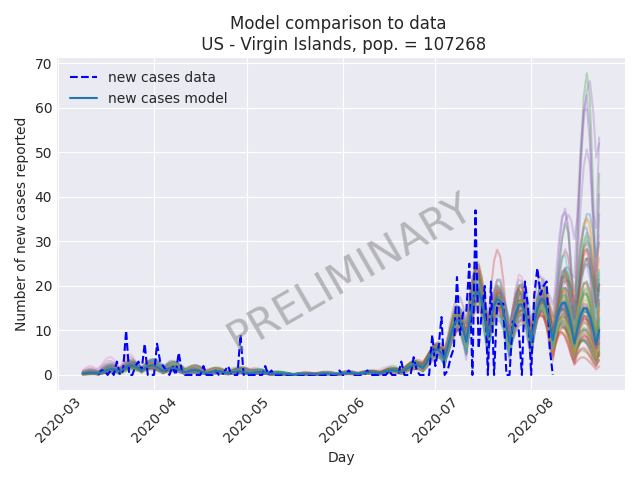 Model comparison to data
US - Virgin Islands, pop. = 107268
70
60
50
40
30
20
10
0
Number of new cases reported
new cases data
new cases model
PRELIMINARY
2020-03
2020-04
2020-05
2020-06
2020-07
2020-08
Day